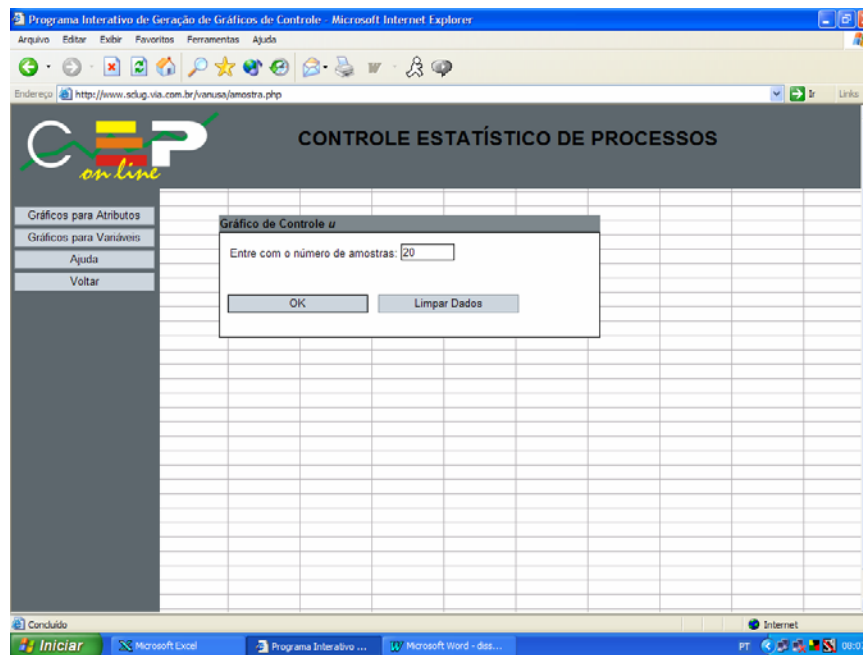 Programa Interativo de Geração de Gráficos de Controle - Microsoft Internet Explorer
Arquivo Editar Exibir Favoritos Ferramentas Ajuda
Endereço http://www.sclug.via.com.br/vanusa/amostra.php Ir Links
CEP
on line
CONTROLE ESTATÍSTICO DE PROCESSOS
Gráficos para Atributos
Gráficos para Variáveis
Ajuda
Voltar
Gráfico de Controle u
Entre com o número de amostras: 20
OK Limpar Dados
Concluído Internet
Iniciar Microsoft Excel Programa Interativo ... Microsoft Word - diss... PT